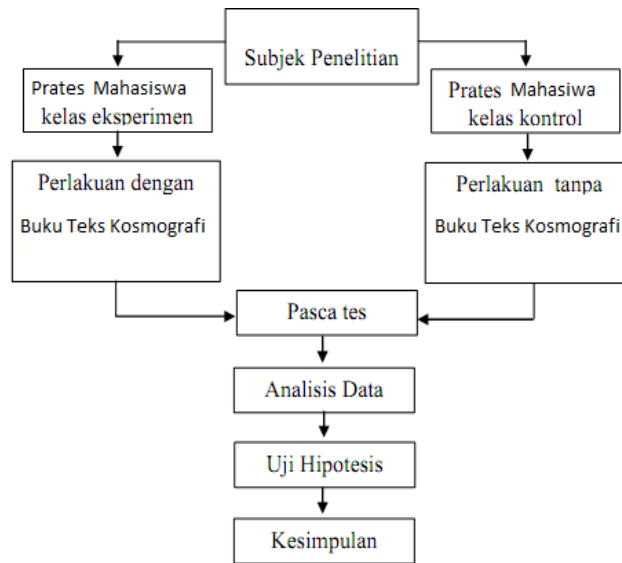 Subjek Penelitian
Prates Mahasiswa
kelas eksperimen
Prates Mahasiwa
kelas kontrol
Perlakuan dengan
Buku Teks Kosmografi
Perlakuan tanpa
Buku Teks Kosmografi
Pasca tes
Analisis Data
Uji Hipotesis
Kesimpulan